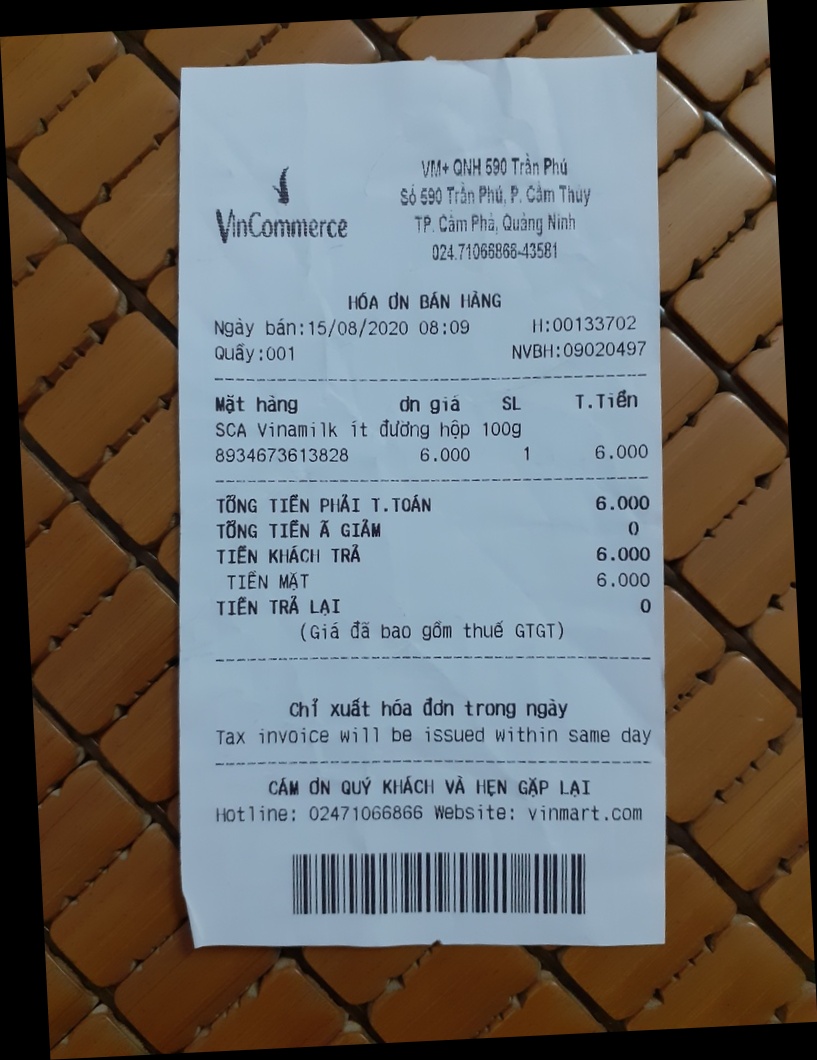 VinCommerce
VM+ QNH 590 Trần Phú
Số 590 Trần Phú, P. Cẩm Thủy
TP. Cẩm Phả, Quảng Ninh
024.71066866-43581
HÓA ƠN BÁN HÀNG
Ngày bán:15/08/2020 08:09 H:00133702
Quầy:001 NVBH:09020497
Mặt hàng ơn giá SL T.Tiền
SCA Vinamilk ít đường hộp 100g
8934673613828 6.000 1 6.000
TỔNG TIỀN PHẢI T.TOÁN 6.000
TỔNG TIỀN Ã GIẢM 0
TIỀN KHÁCH TRẢ 6.000
TIỀN MẶT 6.000
TIỀN TRẢ LẠI 0
(Giá đã bao gồm thuế GTGT)
Chỉ xuất hóa đơn trong ngày
Tax invoice will be issued within same day
CÁM ƠN QUÝ KHÁCH VÀ HẸN GẶP LẠI
Hotline: 02471066866 Website: vinmart.com